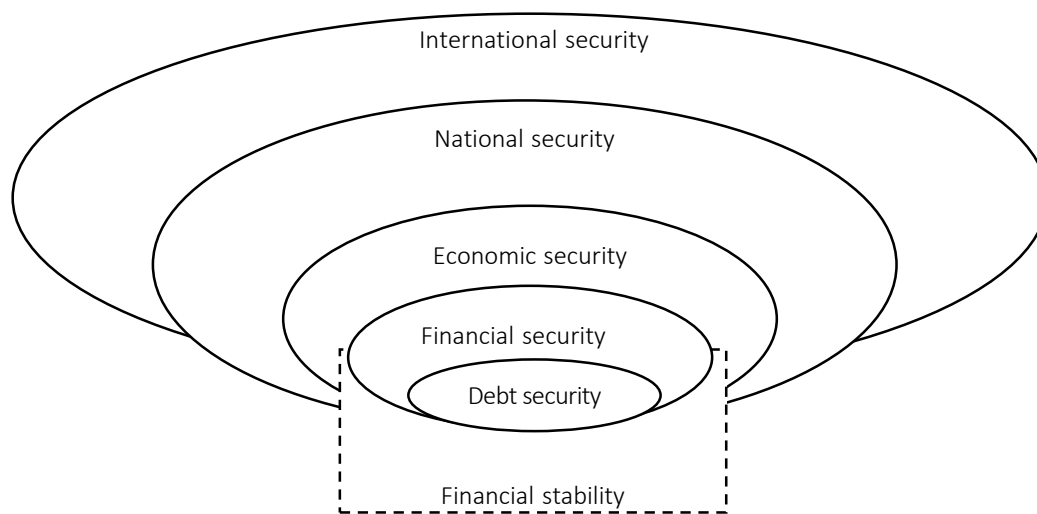 International security
National security
Economic security
Financial security
Debt security
Financial stability